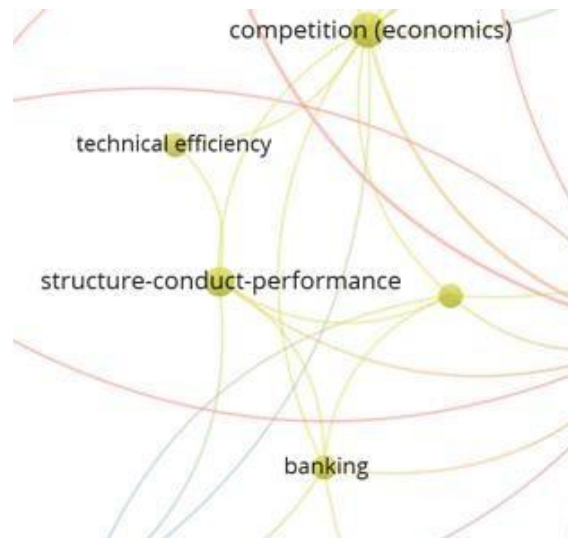 competition (economics)
technical efficiency
structure-conduct-performance
banking